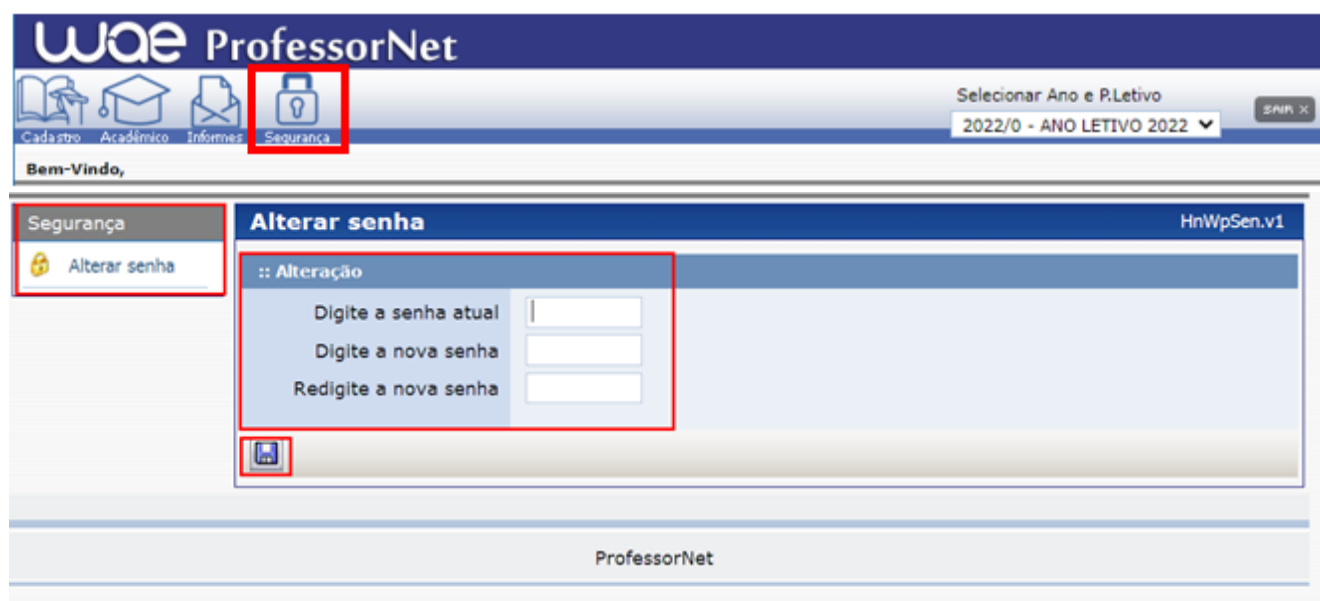 wae ProfessorNet
Cadastro Acadêmico Informes Segurança
Selecionar Ano e P.Letivo
2022/0 - ANO LETIVO 2022
SAIR X
Bem-Vindo,
Segurança
Alterar senha
Alterar senha
HnWpSen.v1
:: Alteração
Digite a senha atual
Digite a nova senha
Redigite a nova senha
ProfessorNet